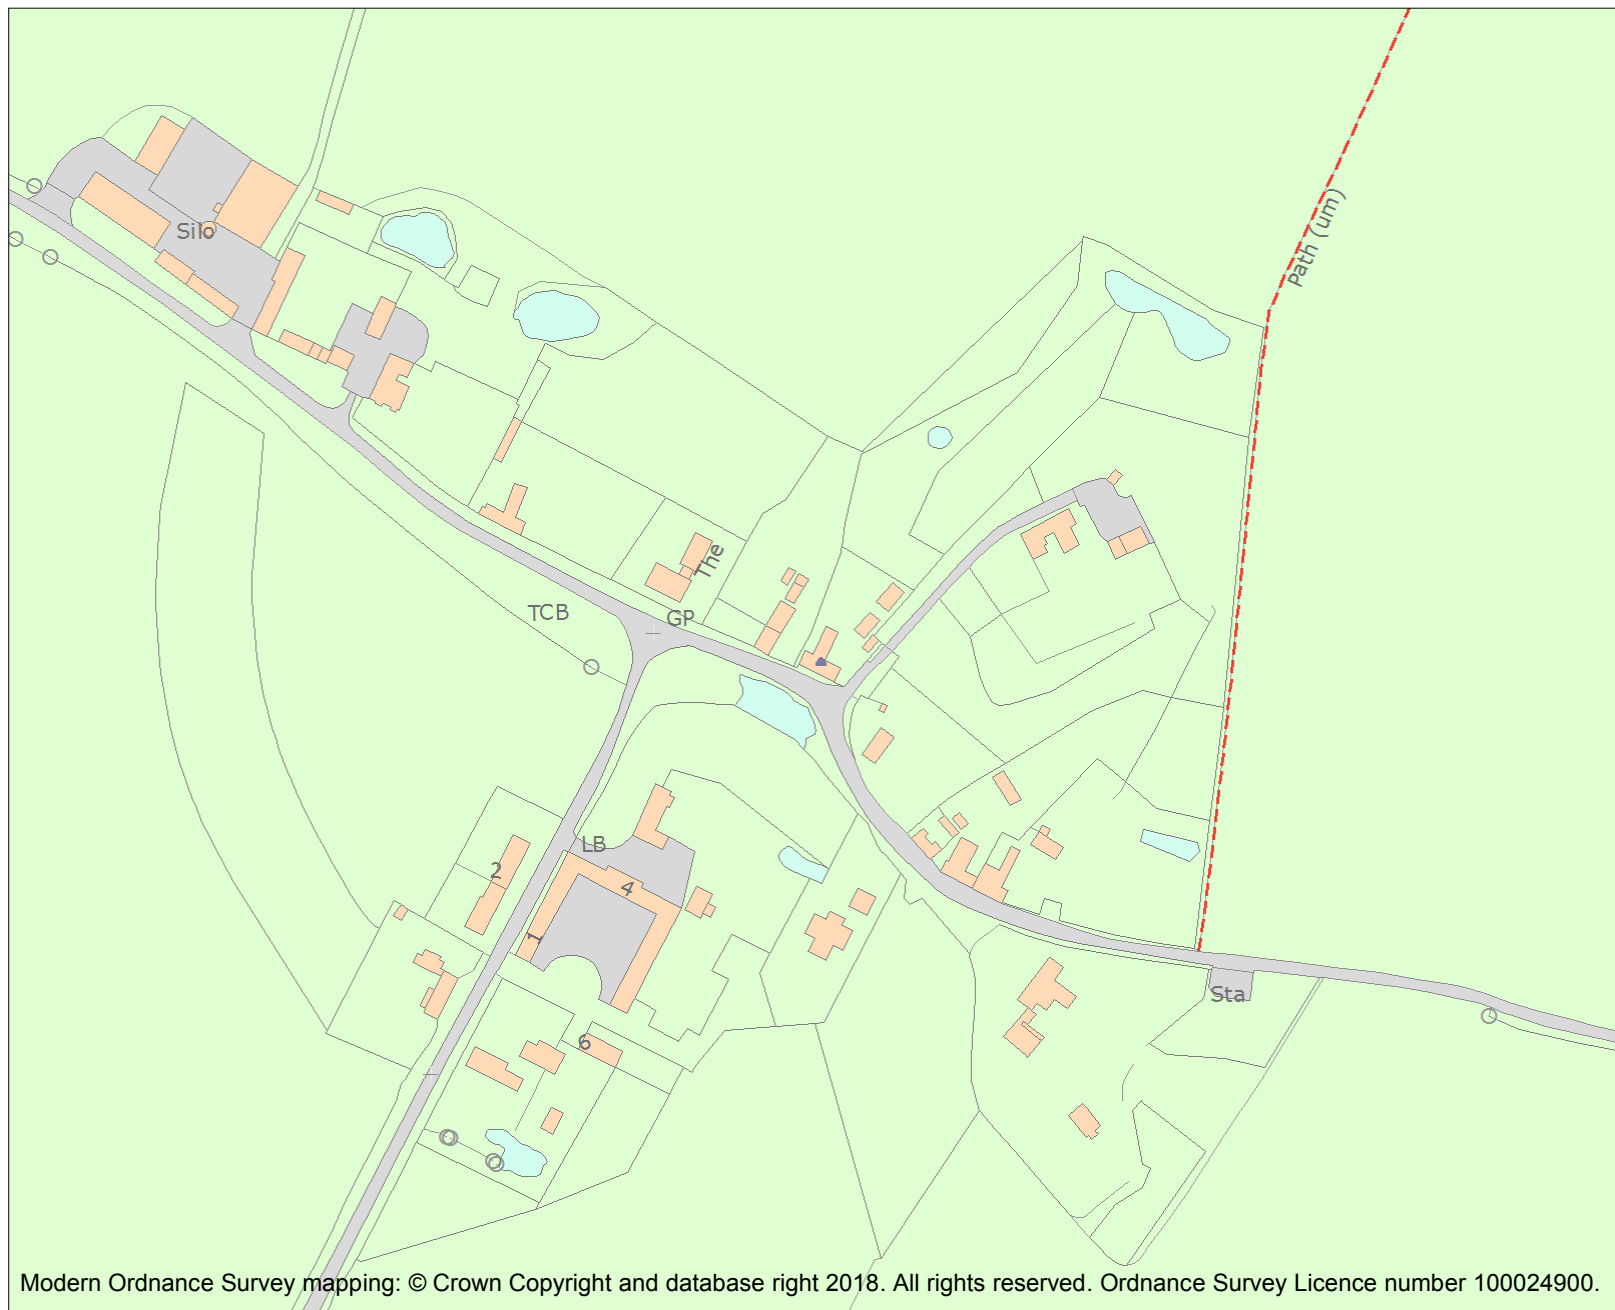 Silo
Path (um)
The
TCB
GP
LB
2
4
1
6
Sta
Modern Ordnance Survey mapping: © Crown Copyright and database right 2018. All rights reserved. Ordnance Survey Licence number 100024900.